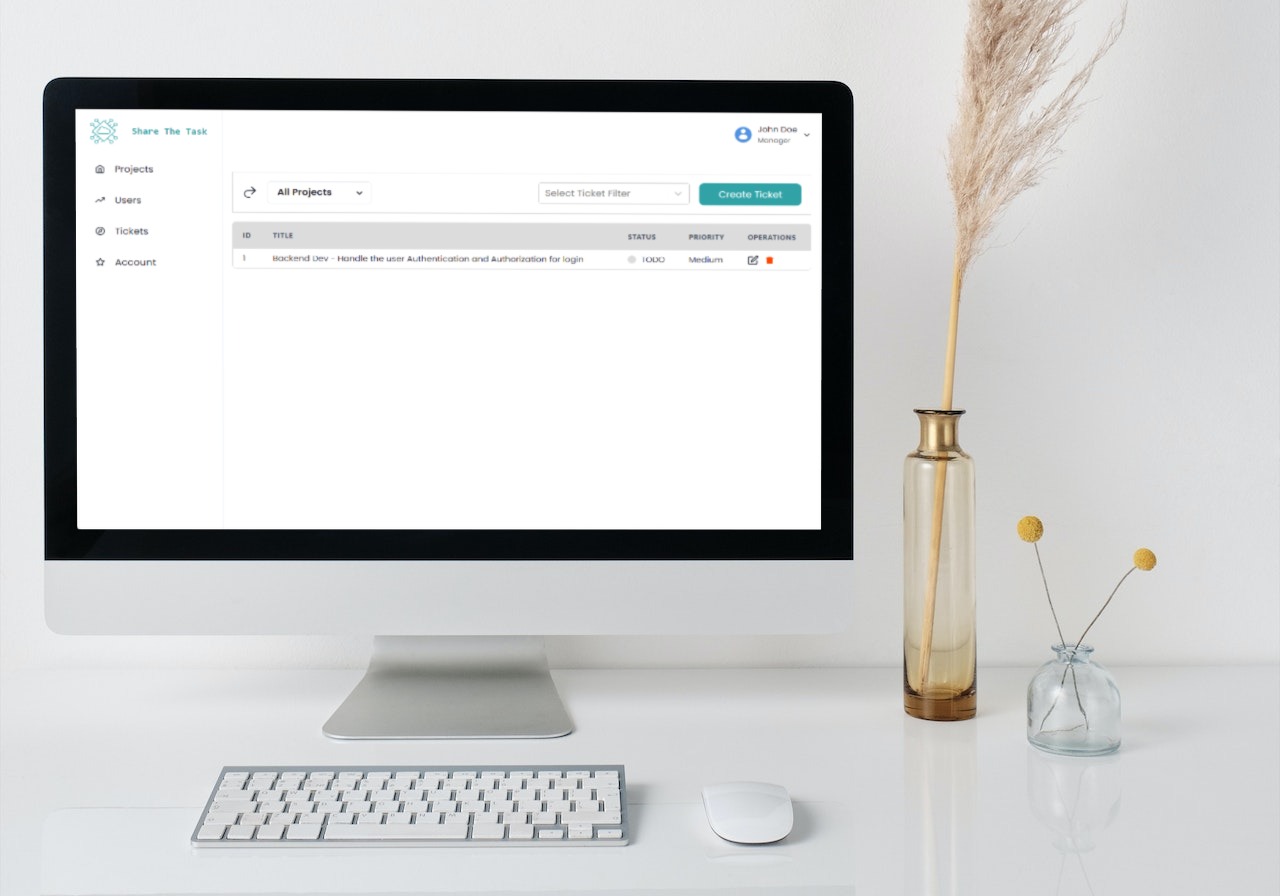 Share The Task
John Doe
Manager
Projects
Users
Tickets
Account
All Projects
Select Ticket Filter
Create Ticket
ID TITLE STATUS PRIORITY OPERATIONS
1 Backend Dev - Handle the user Authentication and Authorization for login TODO Medium